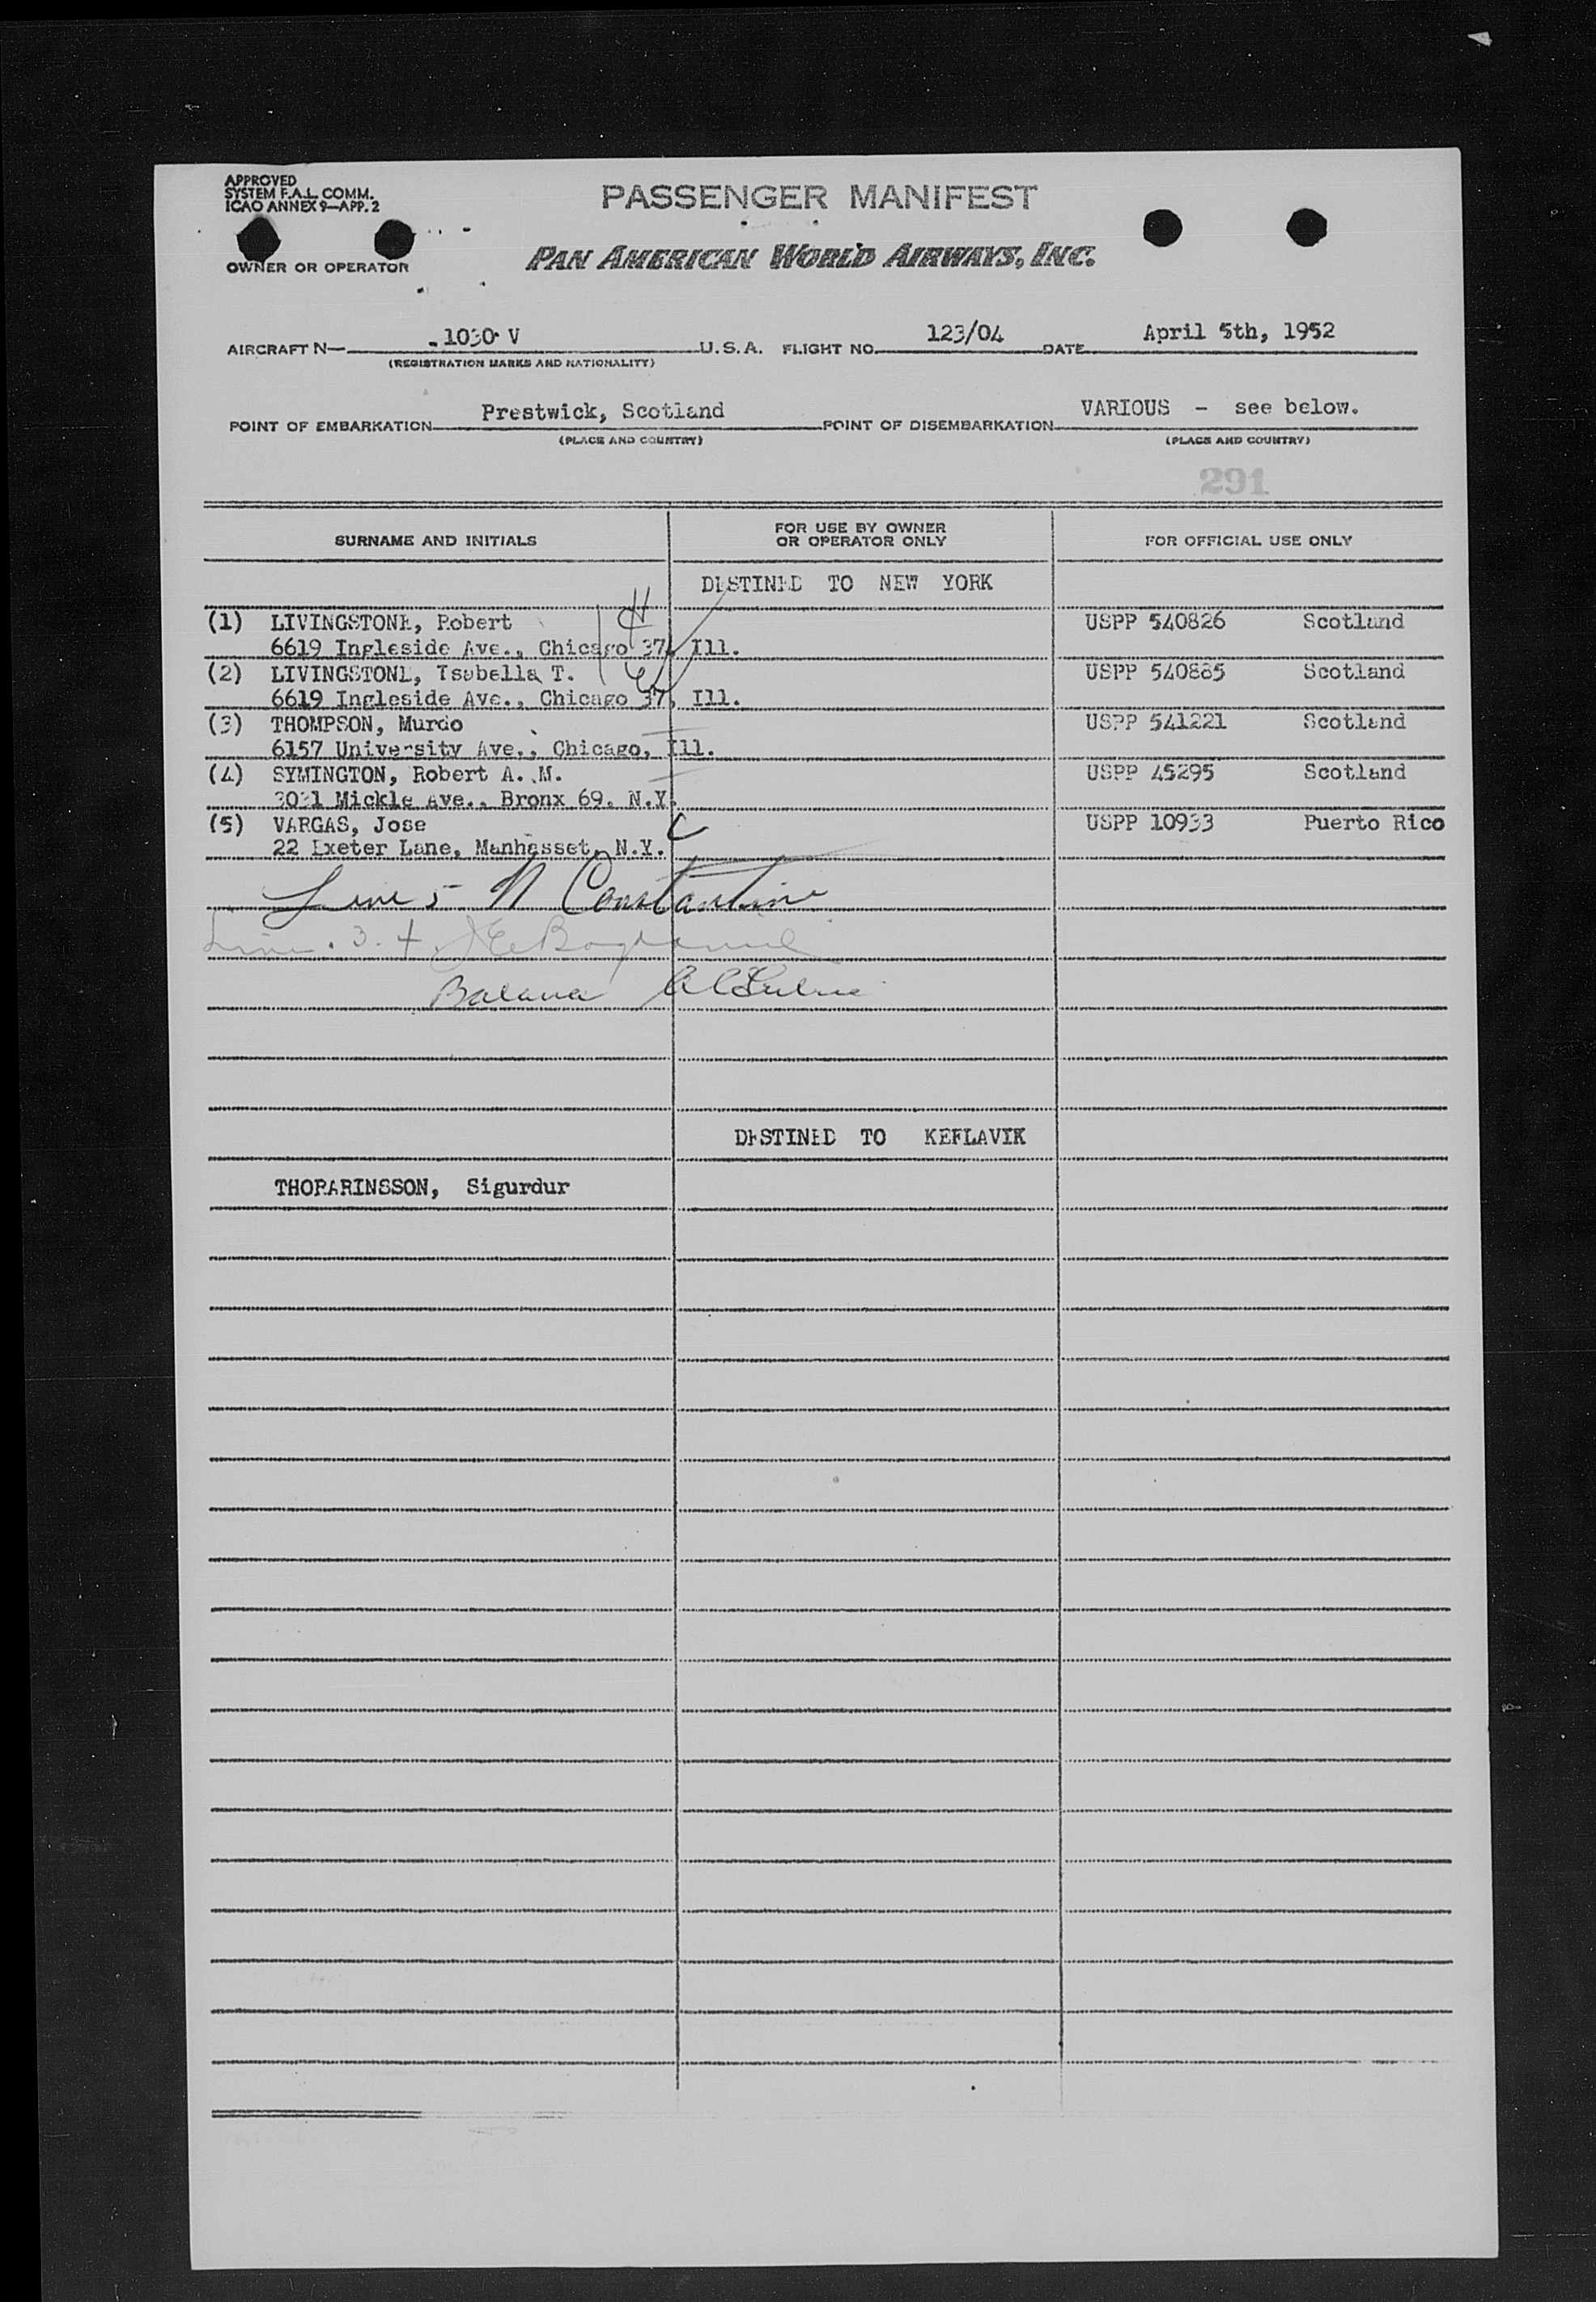 APPROVED
SYSTEM F.A.L. COMM.
ICAO ANNEX 9—APP. 2
PASSENGER MANIFEST
OWNER OR OPERATOR
PAN AMERICAN WORLD AIRWAYS, INC.
AIRCRAFT N— 1030 V U.S.A. FLIGHT NO. 123/04 DATE April 5th, 1952
(REGISTRATION MARKS AND NATIONALITY)
POINT OF EMBARKATION Prestwick, Scotland POINT OF DISEMBARKATION VARIOUS - see below.
(PLACE AND COUNTRY) (PLACE AND COUNTRY)
291
SURNAME AND INITIALS FOR USE BY OWNER OR OPERATOR ONLY FOR OFFICIAL USE ONLY
DESTINED TO NEW YORK
(1) LIVINGSTONE, Robert USPP 540826 Scotland
6619 Ingleside Ave., Chicago 37, Ill.
(2) LIVINGSTONE, Isabella T. USPP 540885 Scotland
6619 Ingleside Ave., Chicago 37, Ill.
(3) THOMPSON, Murdo USPP 541221 Scotland
6157 University Ave., Chicago, Ill.
(4) SYMINGTON, Robert A. M. USPP 45295 Scotland
Mickle Ave., Bronx 69, N.Y.
(5) VARGAS, Jose USPP 10933 Puerto Rico
22 Exeter Lane, Manhasset, N.Y.
Line 5 N Constantine
Line 3. 4
Balance
DESTINED TO KEFLAVIK
THORARINSSON, Sigurdur